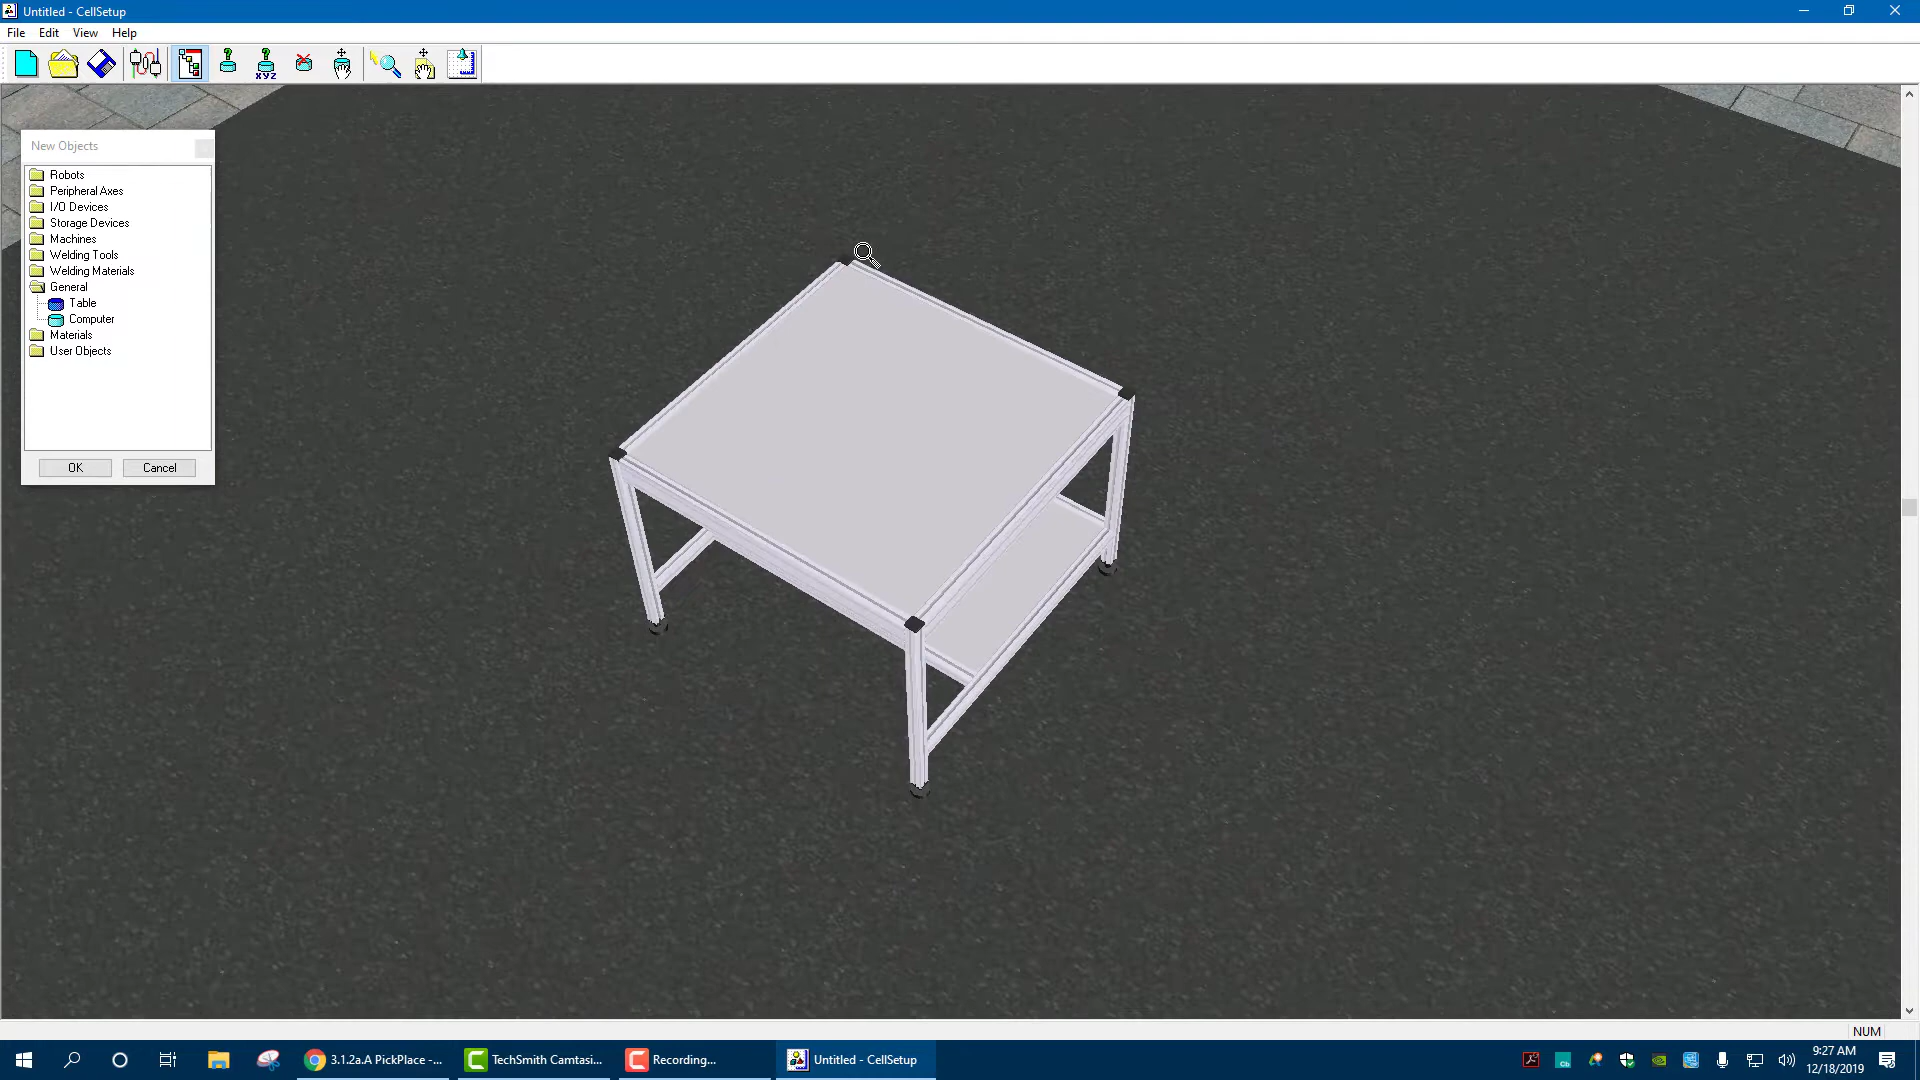 Untitled - CellSetup
File Edit View Help
xyz
New Objects
Robots
Peripheral Axes
I/O Devices
Storage Devices
Machines
Welding Tools
Welding Materials
General
Table
Computer
Materials
User Objects
OK Cancel
NUM
3.1.2a.A PickPlace -... TechSmith Camtasi... Recording... Untitled - CellSetup
9:27 AM
12/18/2019